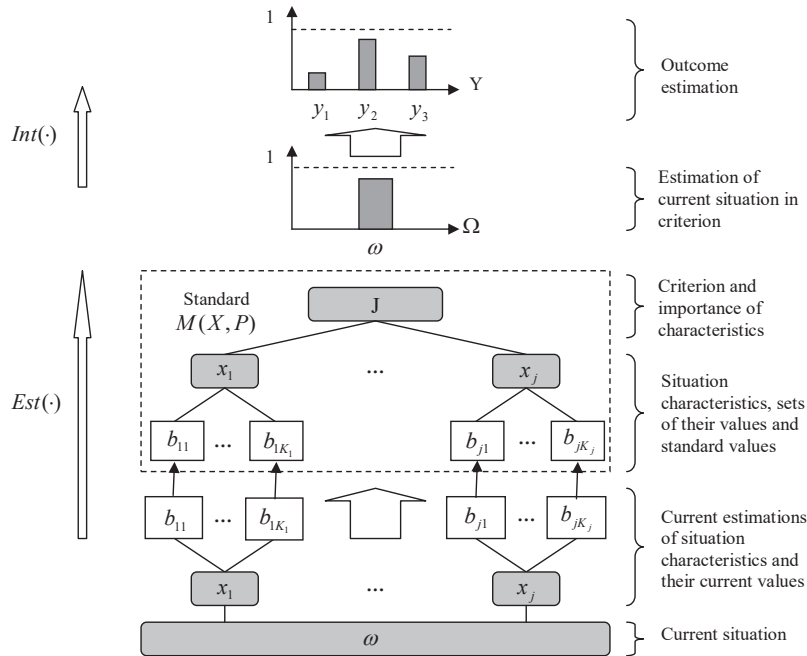 1
Y
y1 y2 y3
Outcome
estimation
Int(·)
1
Ω
ω
Estimation of
current situation in
criterion
Standard
M(X, P)
J
Criterion and
importance of
characteristics
x1 ... xj
Est(·)
b11 ... b1K1 bj1 ... bjKj
Situation
characteristics, sets
of their values and
standard values
b11 ... b1K1 bj1 ... bjKj
x1 ... xj
Current estimations
of situation
characteristics and
their current values
ω
Current situation